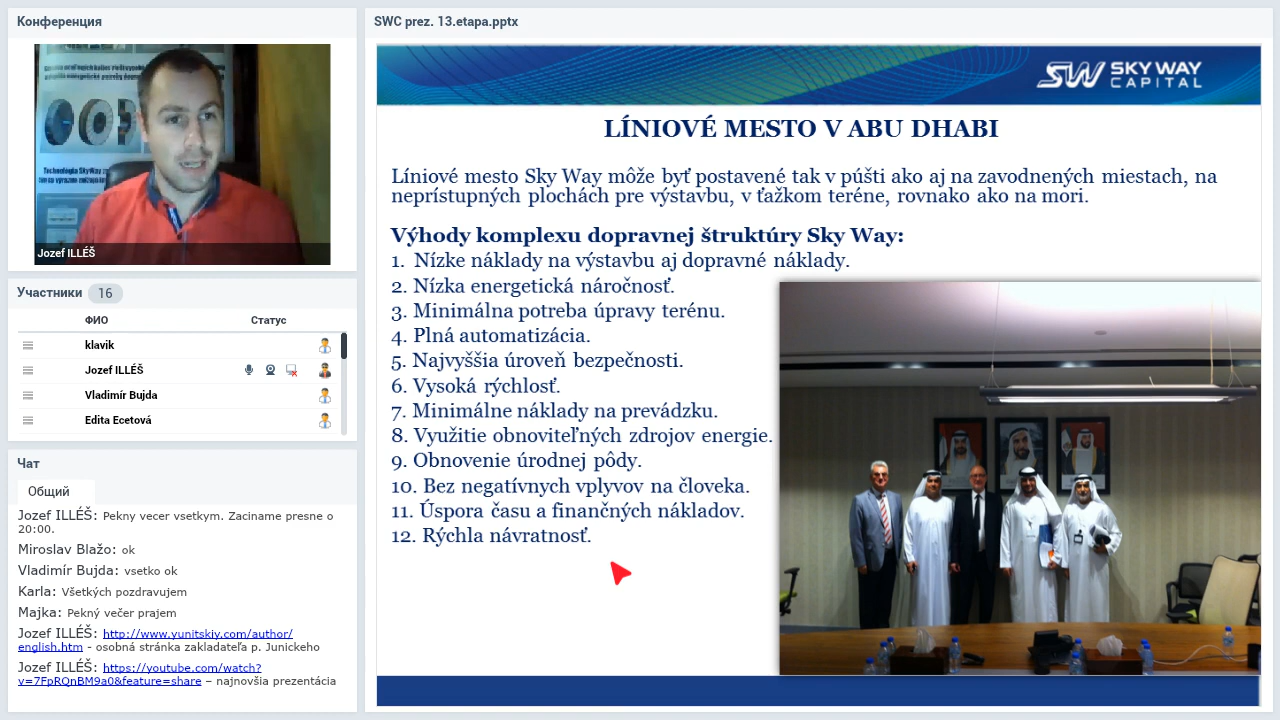 Конференция
Technológia SkyWay
Jozef ILLÉŠ
Участники 16
ФИО Статус
klavik
Jozef ILLÉŠ
Vladimír Bujda
Edita Ecetová
Чат
Общий
Jozef ILLÉŠ: Pekny vecer vsetkym. Zaciname presne o
20:00.
Miroslav Blažo: ok
Vladimír Bujda: vsetko ok
Karla: Všetkých pozdravujem
Majka: Pekný večer prajem
Jozef ILLÉŠ: http://www.yunitskiy.com/author/
english.htm - osobná stránka zakladateľa p. Junickeho
Jozef ILLÉŠ: https://youtube.com/watch?
v=7FpRQnBM9a0&feature=share – najnovšia prezentácia
SWC prez. 13.etapa.pptx
SW SKY WAY
CAPITAL
LÍNIOVÉ MESTO V ABU DHABI
Líniové mesto Sky Way môže byť postavené tak v púšti ako aj na zavodnených miestach, na
neprístupných plochách pre výstavbu, v ťažkom teréne, rovnako ako na mori.
Výhody komplexu dopravnej štruktúry Sky Way:
1. Nízke náklady na výstavbu aj dopravné náklady.
2. Nízka energetická náročnosť.
3. Minimálna potreba úpravy terénu.
4. Plná automatizácia.
5. Najvyššia úroveň bezpečnosti.
6. Vysoká rýchlosť.
7. Minimálne náklady na prevádzku.
8. Využitie obnoviteľných zdrojov energie.
9. Obnovenie úrodnej pôdy.
10. Bez negatívnych vplyvov na človeka.
11. Úspora času a finančných nákladov.
12. Rýchla návratnosť.